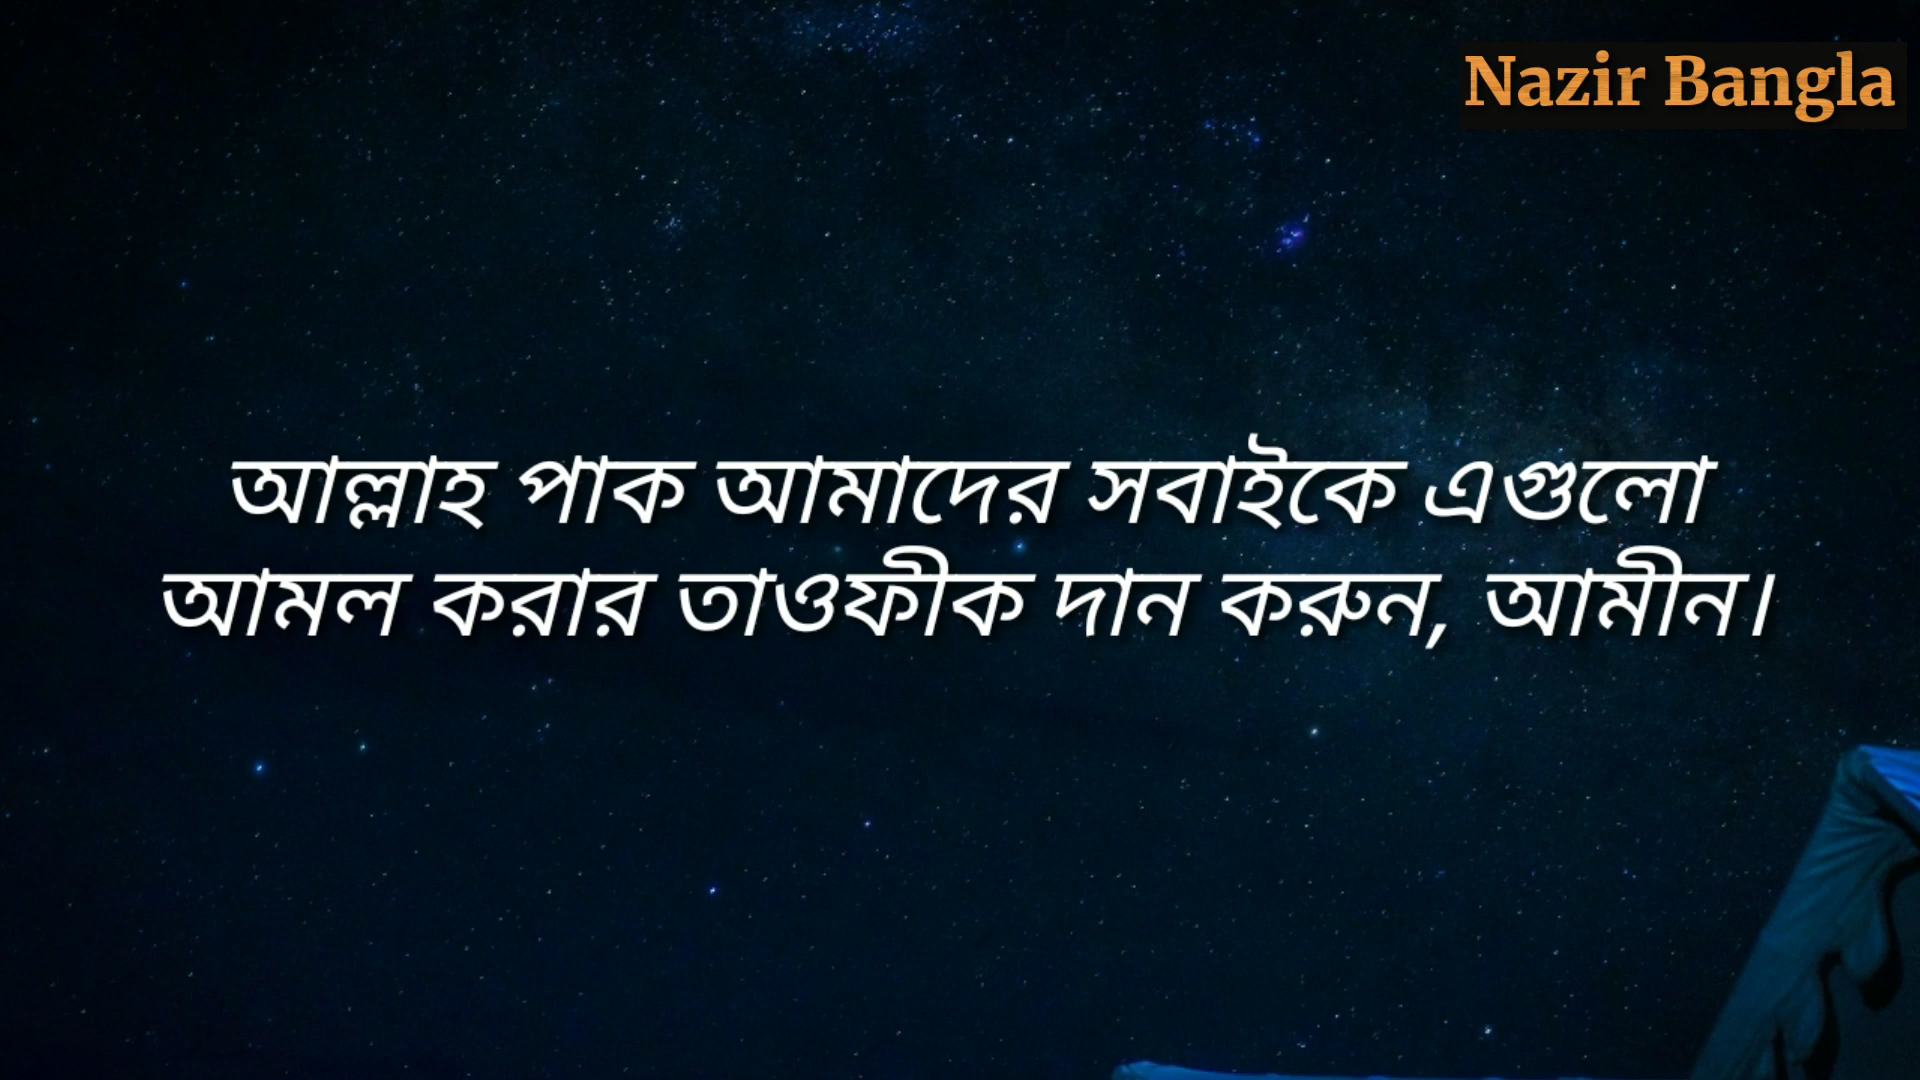 Nazir Bangla
আল্লাহ পাক আমাদের সবাইকে এগুলো
আমল করার তাওফীক দান করুন, আমীন।